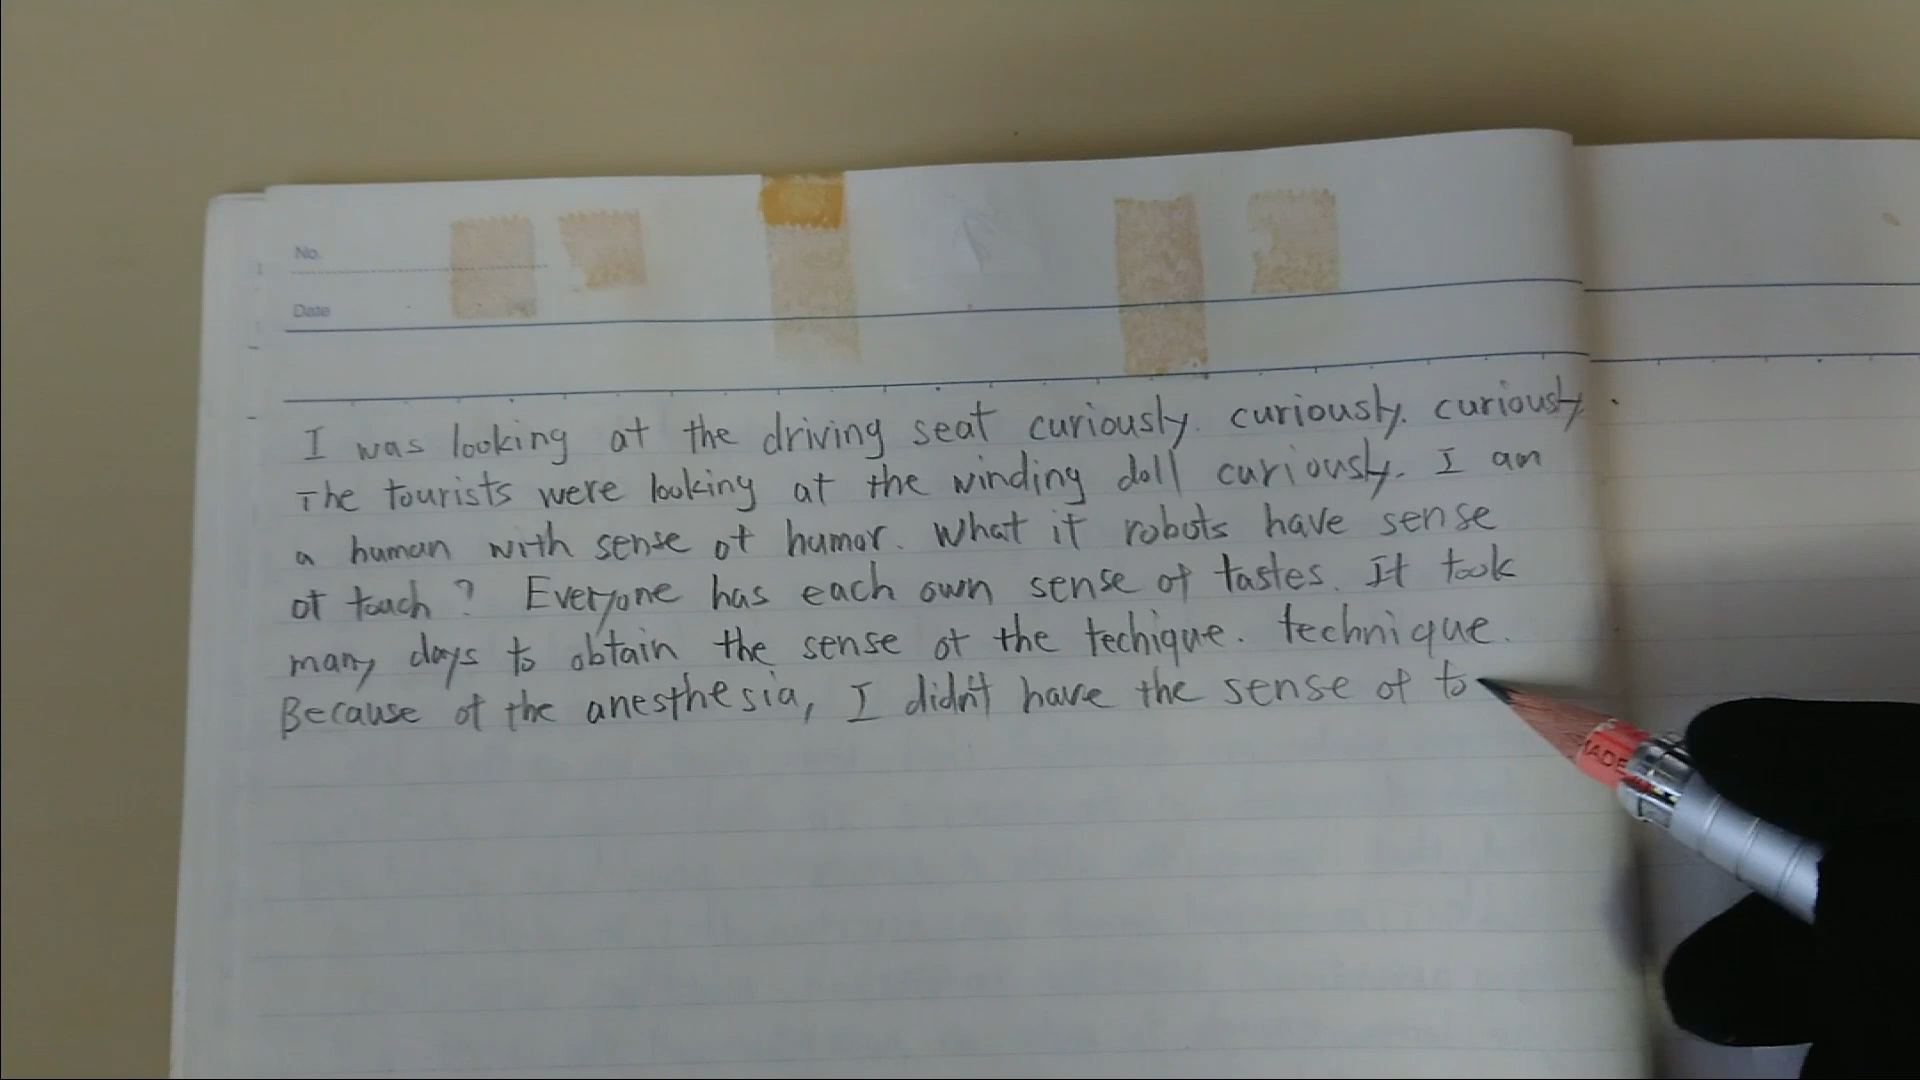 No.
Date
I was looking at the driving seat curiously. curiously. curiously.
The tourists were looking at the winding doll curiously. I am
a human with sense of humor. What if robots have sense
of touch? Everyone has each own sense of tastes. It took
many days to obtain the sense of the techique. technique.
Because of the anesthesia, I didn't have the sense of to
MADE